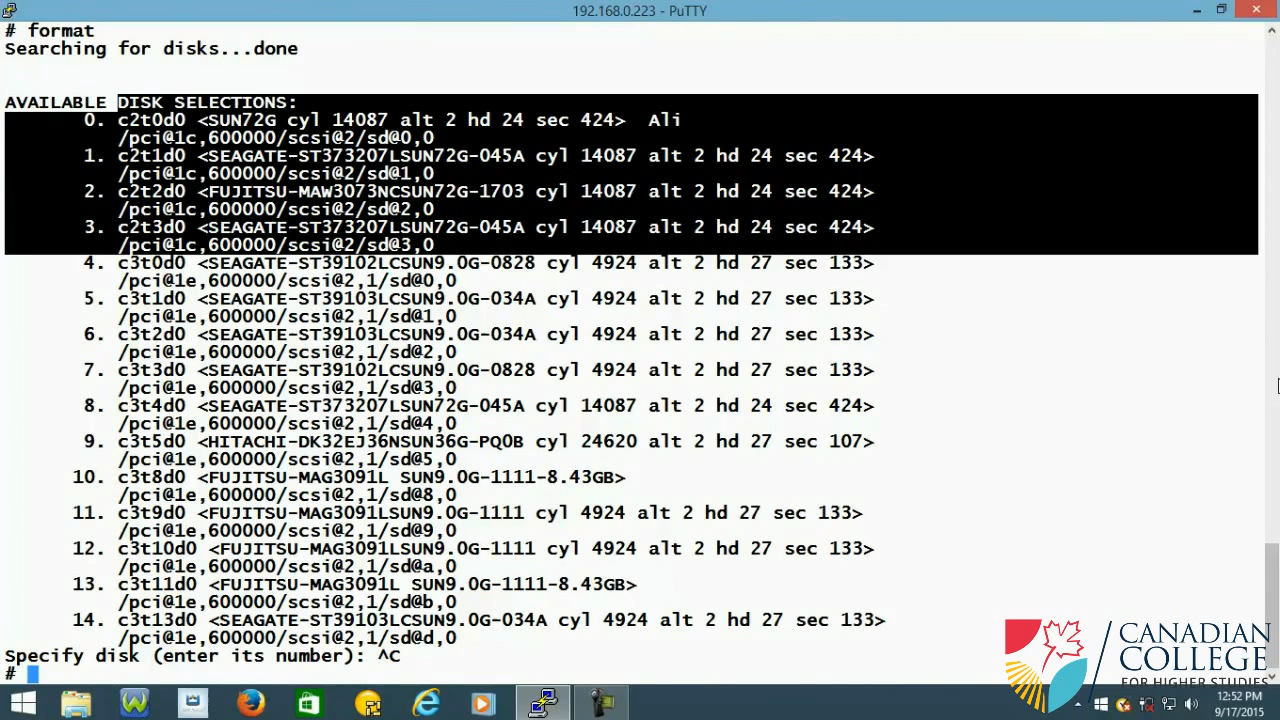 192.168.0.223 - PuTTY
# format
Searching for disks...done
AVAILABLE DISK SELECTIONS:
0. c2t0d0 <SUN72G cyl 14087 alt 2 hd 24 sec 424>  Ali
/pci@1c,600000/scsi@2/sd@0,0
1. c2t1d0 <SEAGATE-ST373207LSUN72G-045A cyl 14087 alt 2 hd 24 sec 424>
/pci@1c,600000/scsi@2/sd@1,0
2. c2t2d0 <FUJITSU-MAW3073NCSUN72G-1703 cyl 14087 alt 2 hd 24 sec 424>
/pci@1c,600000/scsi@2/sd@2,0
3. c2t3d0 <SEAGATE-ST373207LSUN72G-045A cyl 14087 alt 2 hd 24 sec 424>
/pci@1c,600000/scsi@2/sd@3,0
4. c3t0d0 <SEAGATE-ST39102LCSUN9.0G-0828 cyl 4924 alt 2 hd 27 sec 133>
/pci@1e,600000/scsi@2,1/sd@0,0
5. c3t1d0 <SEAGATE-ST39103LCSUN9.0G-034A cyl 4924 alt 2 hd 27 sec 133>
/pci@1e,600000/scsi@2,1/sd@1,0
6. c3t2d0 <SEAGATE-ST39103LCSUN9.0G-034A cyl 4924 alt 2 hd 27 sec 133>
/pci@1e,600000/scsi@2,1/sd@2,0
7. c3t3d0 <SEAGATE-ST39102LCSUN9.0G-0828 cyl 4924 alt 2 hd 27 sec 133>
/pci@1e,600000/scsi@2,1/sd@3,0
8. c3t4d0 <SEAGATE-ST373207LSUN72G-045A cyl 14087 alt 2 hd 24 sec 424>
/pci@1e,600000/scsi@2,1/sd@4,0
9. c3t5d0 <HITACHI-DK32EJ36NSUN36G-PQ0B cyl 24620 alt 2 hd 27 sec 107>
/pci@1e,600000/scsi@2,1/sd@5,0
10. c3t8d0 <FUJITSU-MAG3091L SUN9.0G-1111-8.43GB>
/pci@1e,600000/scsi@2,1/sd@8,0
11. c3t9d0 <FUJITSU-MAG3091LSUN9.0G-1111 cyl 4924 alt 2 hd 27 sec 133>
/pci@1e,600000/scsi@2,1/sd@9,0
12. c3t10d0 <FUJITSU-MAG3091LSUN9.0G-1111 cyl 4924 alt 2 hd 27 sec 133>
/pci@1e,600000/scsi@2,1/sd@a,0
13. c3t11d0 <FUJITSU-MAG3091L SUN9.0G-1111-8.43GB>
/pci@1e,600000/scsi@2,1/sd@b,0
14. c3t13d0 <SEAGATE-ST39103LCSUN9.0G-034A cyl 4924 alt 2 hd 27 sec 133>
/pci@1e,600000/scsi@2,1/sd@d,0
Specify disk (enter its number): ^C
#
CANADIAN
COLLEGE
FOR HIGHER STUDIES
12:52 PM
9/17/2015